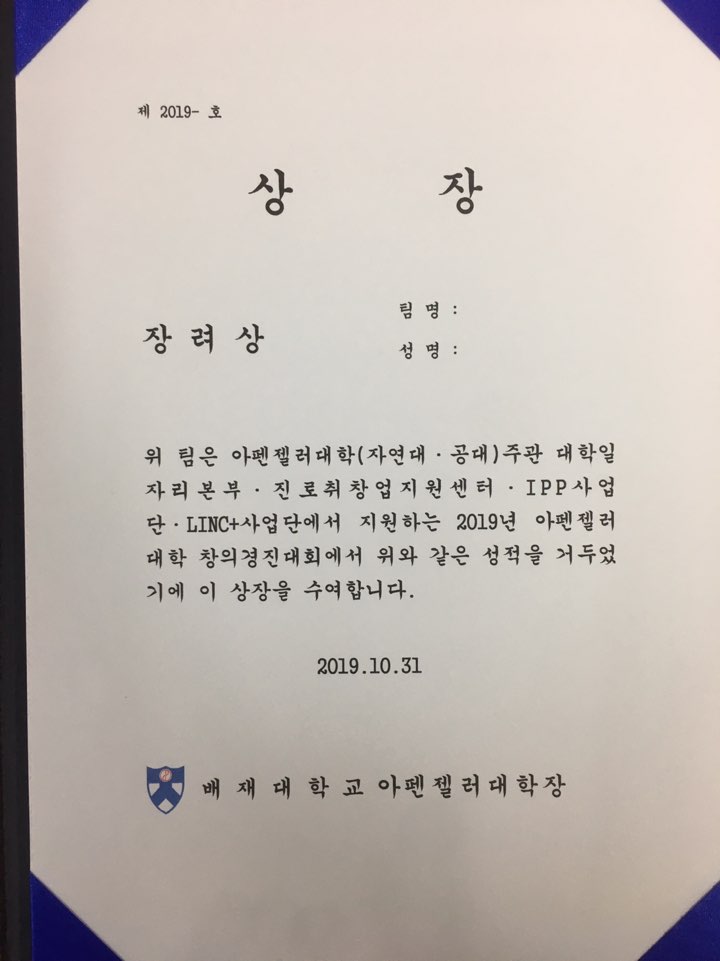 제 2019- 호
상 장
장려상
팀 명 :
성 명 :
위 팀은 아펜젤러대학(자연대·공대)주관 대학일
자리본부·진로취창업지원센터·IPP사업
단·LINC+사업단에서 지원하는 2019년 아펜젤러
대학 창의경진대회에서 위와 같은 성적을 거두었
기에 이 상장을 수여합니다.
2019.10.31
배재대학교아펜젤러대학장